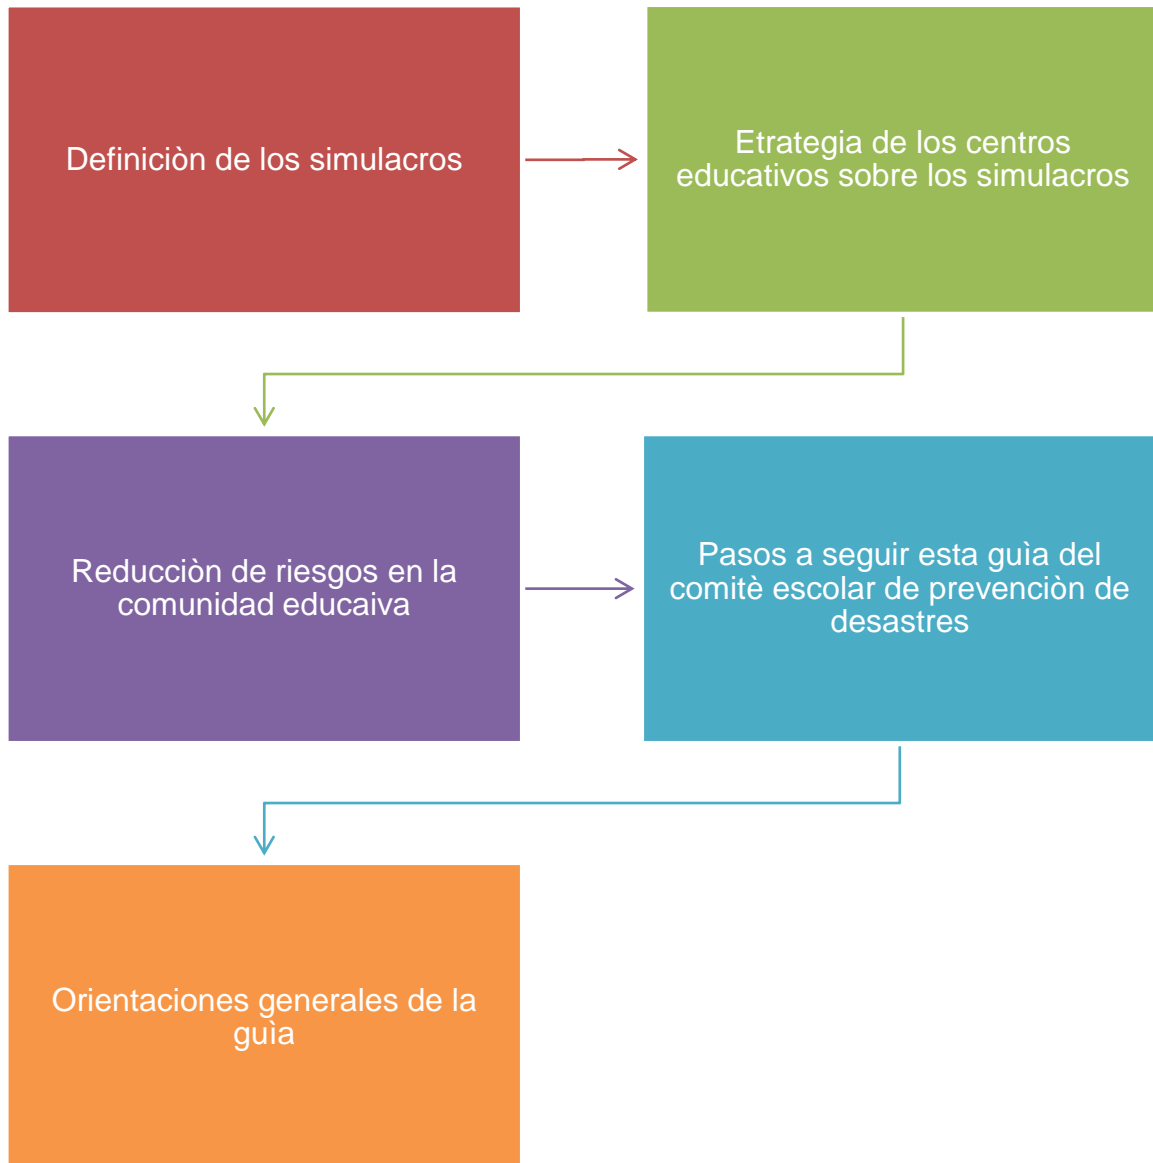 Definiciòn de los simulacros
Etrategia de los centros
educativos sobre los simulacros
Reducciòn de riesgos en la
comunidad educaiva
Pasos a seguir esta guìa del
comitè escolar de prevenciòn de
desastres
Orientaciones generales de la
guìa